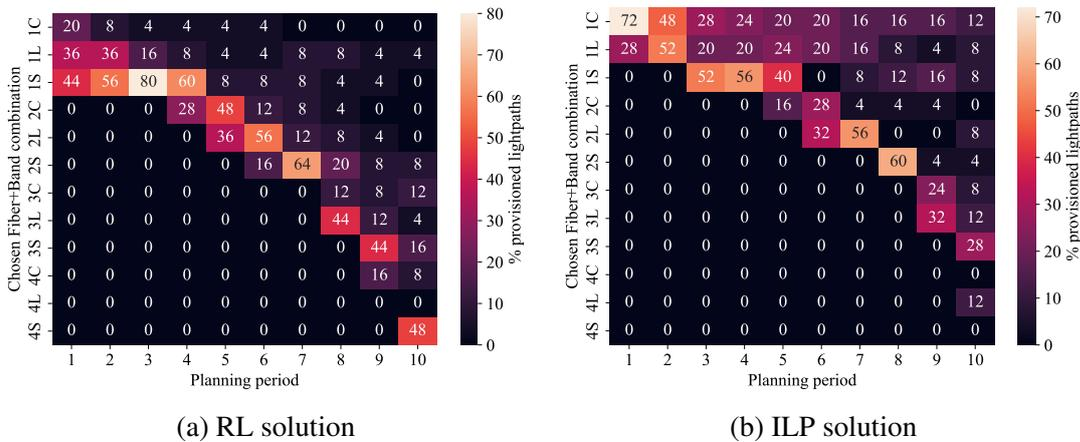 Chosen Fiber+Band combination
1C 20 8 4 4 4 4 0 0 0 0
1L 36 36 16 8 4 4 8 8 4 4
1S 44 56 80 60 8 8 8 4 4 0
2C 0 0 0 28 48 12 8 4 0 0
2L 0 0 0 0 36 56 12 8 4 0
2S 0 0 0 0 0 16 64 20 8 8
3C 0 0 0 0 0 0 0 12 8 12
3L 0 0 0 0 0 0 0 44 12 4
3S 0 0 0 0 0 0 0 0 44 16
4C 0 0 0 0 0 0 0 0 16 8
4L 0 0 0 0 0 0 0 0 0 0
4S 0 0 0 0 0 0 0 0 0 48
1 2 3 4 5 6 7 8 9 10
Planning period
80
70
60
50
40
30
20
10
0
% provisioned lightpaths
(a) RL solution
Chosen Fiber+Band combination
1C 72 48 28 24 20 20 16 16 16 12
1L 28 52 20 20 24 20 16 8 4 8
1S 0 0 52 56 40 0 8 12 16 8
2C 0 0 0 0 16 28 4 4 4 0
2L 0 0 0 0 0 32 56 0 0 8
2S 0 0 0 0 0 0 0 60 4 4
3C 0 0 0 0 0 0 0 0 24 8
3L 0 0 0 0 0 0 0 0 32 12
3S 0 0 0 0 0 0 0 0 0 28
4C 0 0 0 0 0 0 0 0 0 0
4L 0 0 0 0 0 0 0 0 0 12
4S 0 0 0 0 0 0 0 0 0 0
1 2 3 4 5 6 7 8 9 10
Planning period
70
60
50
40
30
20
10
0
% provisioned lightpaths
(b) ILP solution